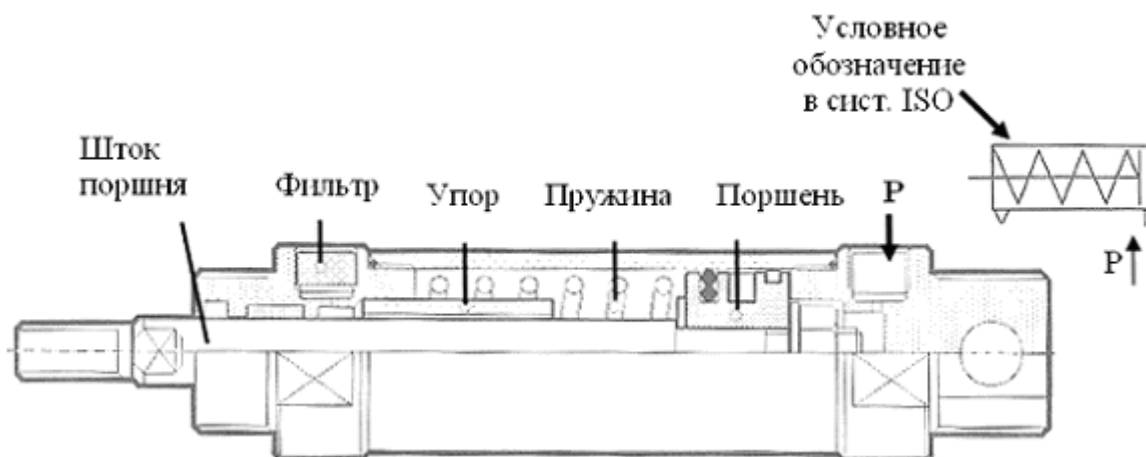 Условное
обозначение
в сист. ISO
Шток
поршня
Фильтр
Упор
Пружина
Поршень
P
P